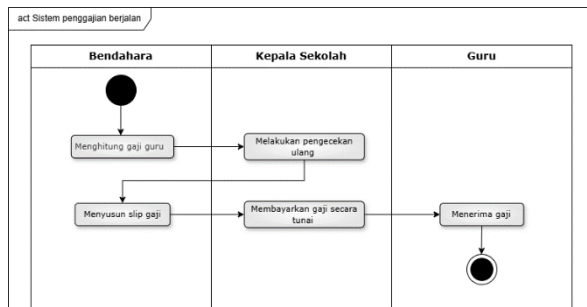 act Sistem penggajian berjalan
Bendahara
Kepala Sekolah
Guru
Menghitung gaji guru
Melakukan pengecekan
ulang
Menyusun slip gaji
Membayarkan gaji secara
tunai
Menerima gaji